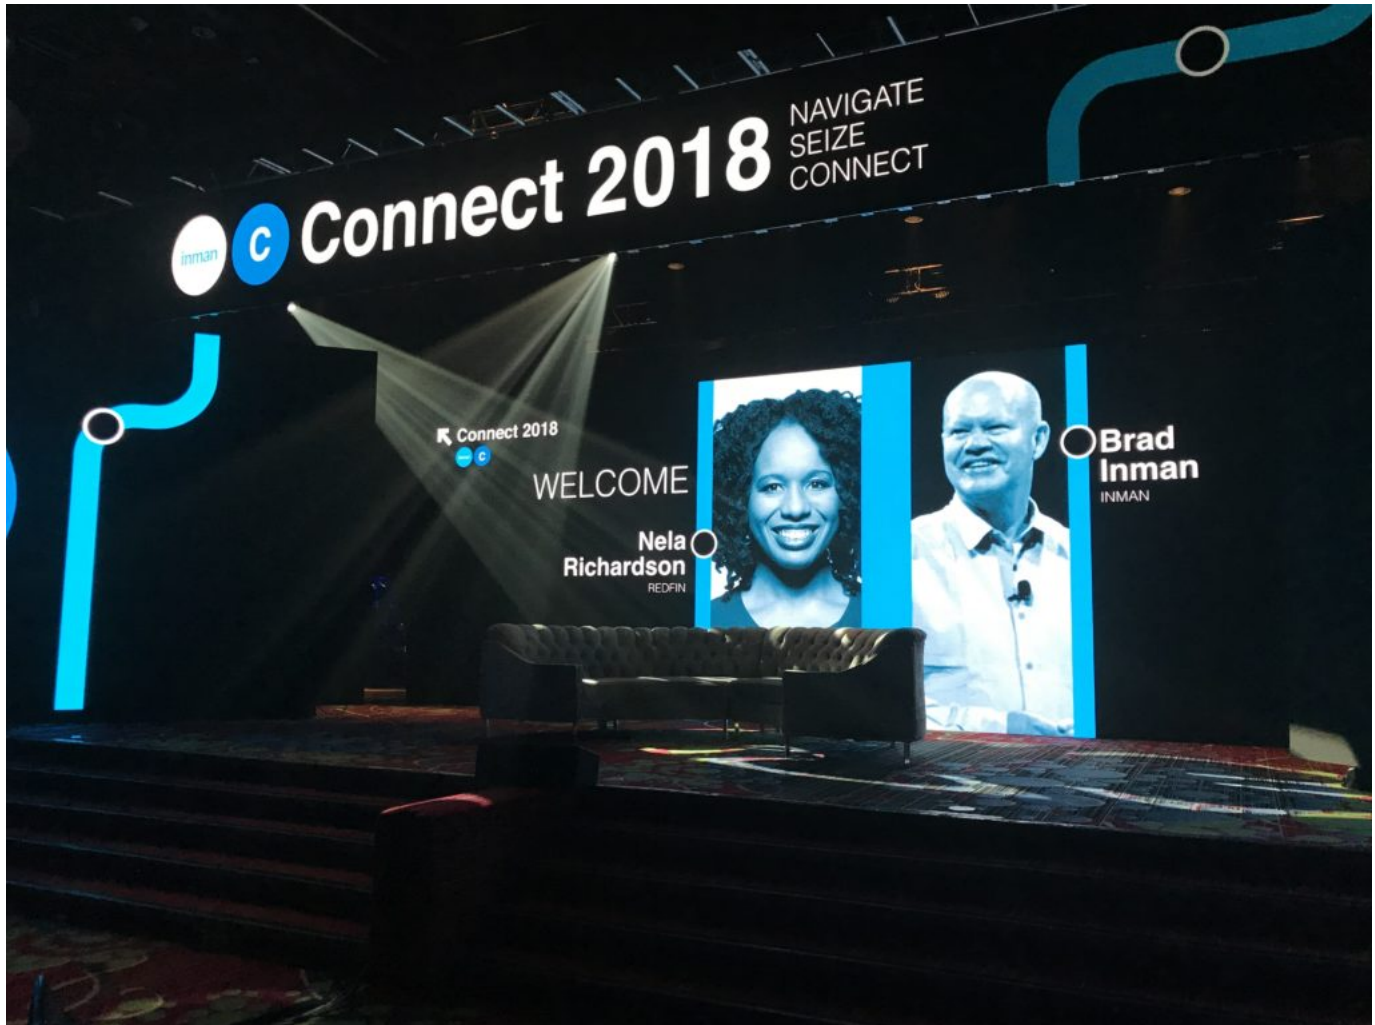 inman
C
Connect 2018
NAVIGATE
SEIZE
CONNECT
Connect 2018
C
WELCOME
Nela
Richardson
REDFIN
Brad
Inman
INMAN